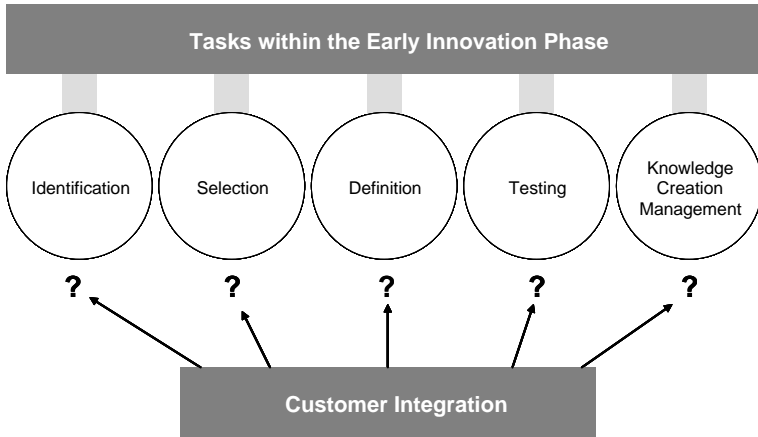 Tasks within the Early Innovation Phase
Identification
Selection
Definition
Testing
Knowledge
Creation
Management
?
?
?
?
?
Customer Integration